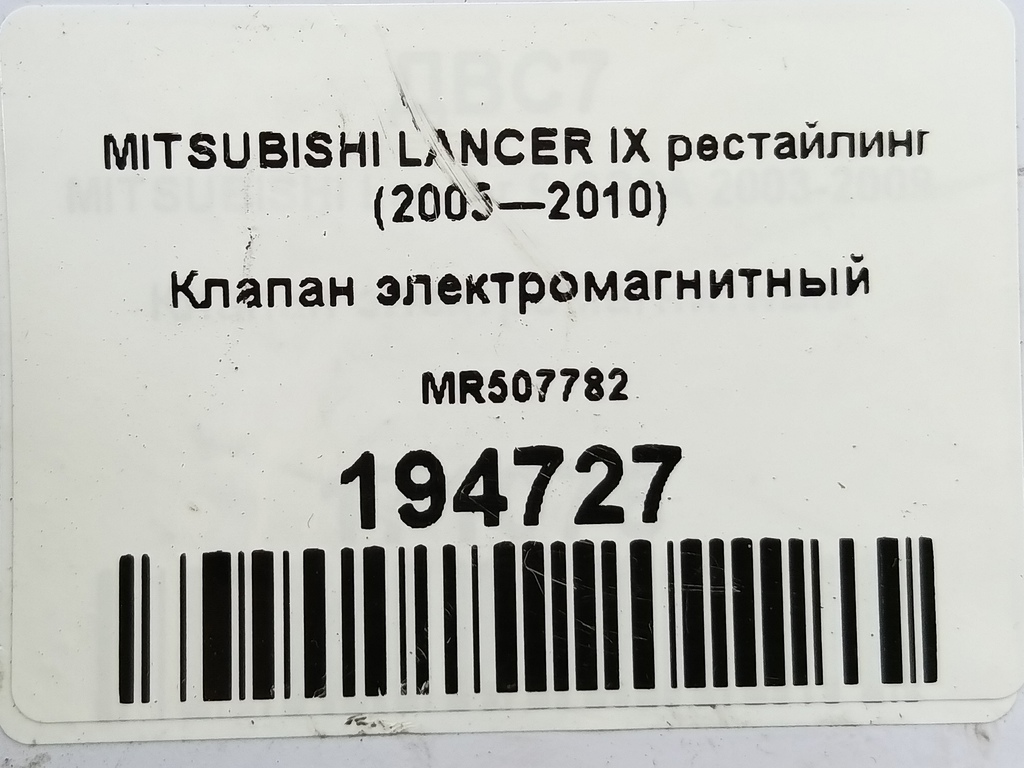 MITSUBISHI LANCER IX рестайлинг
(2005—2010)
Клапан электромагнитный
MR507782
194727